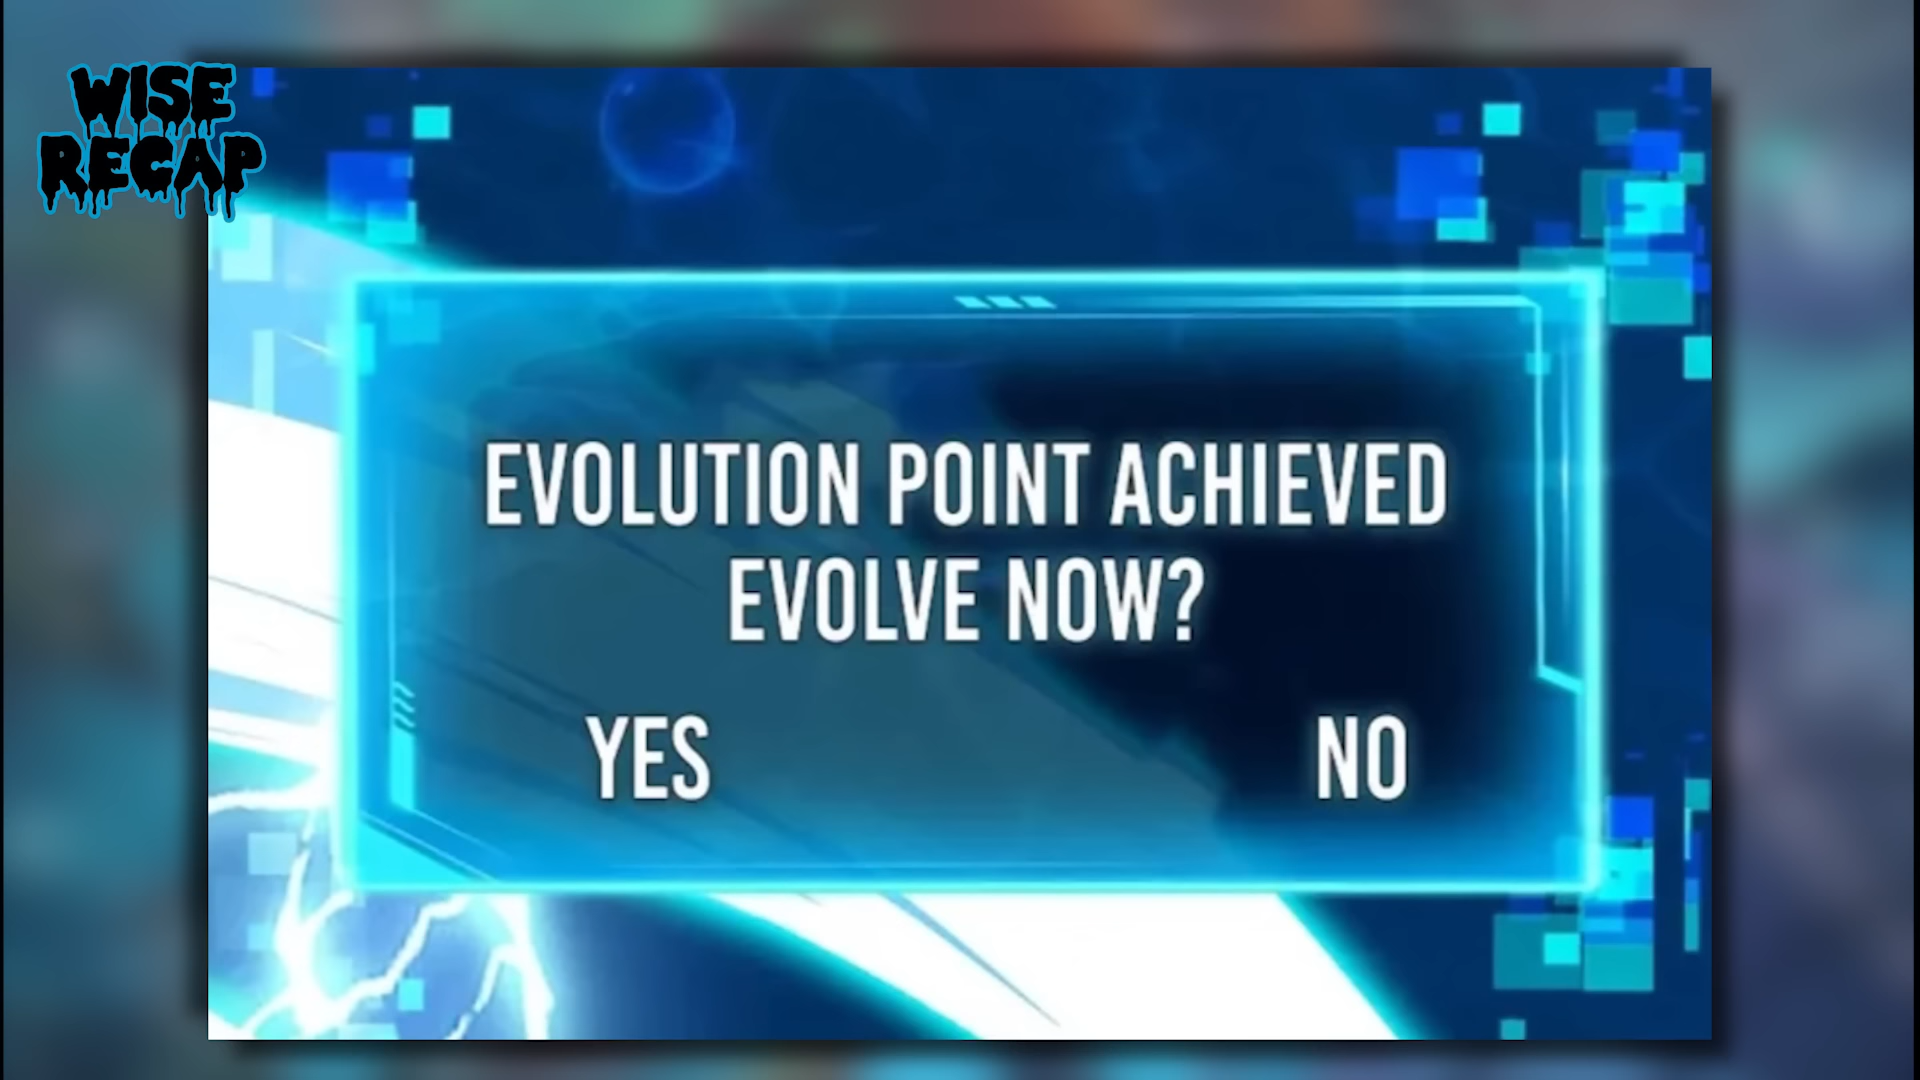 WISE
RECAP
EVOLUTION POINT ACHIEVED
EVOLVE NOW?
YES
NO